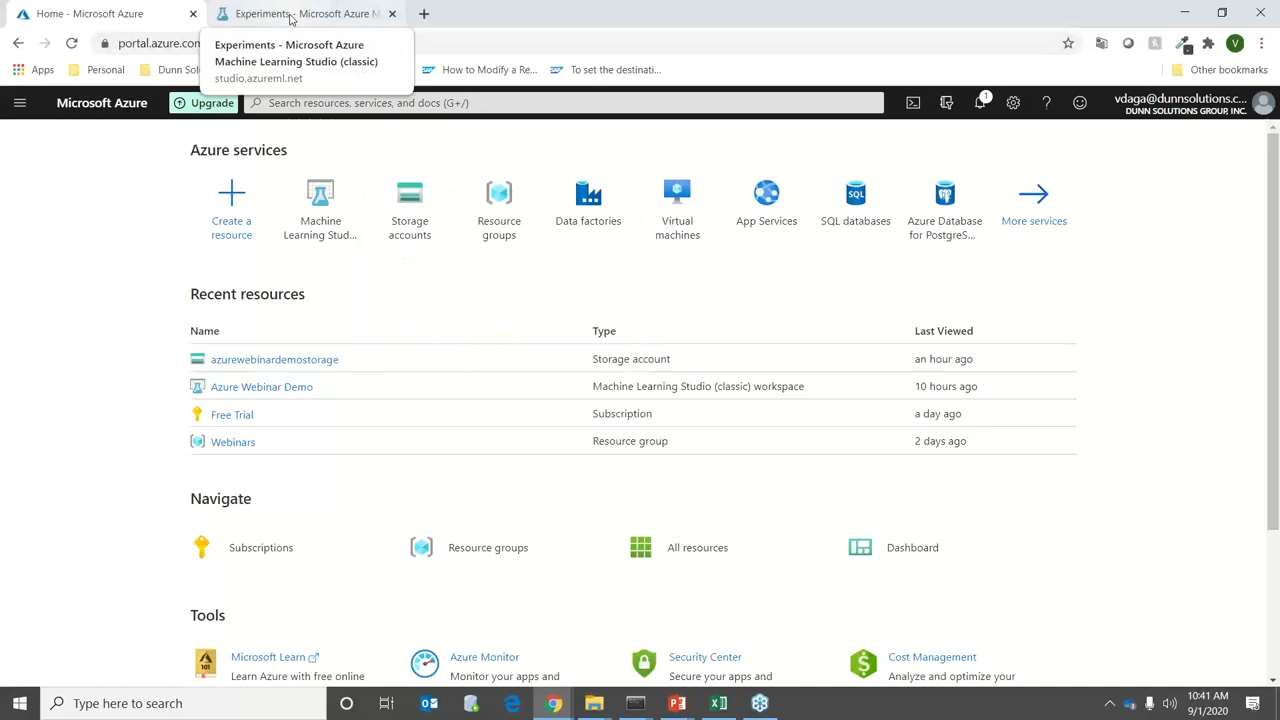 Home - Microsoft Azure
Experiments - Microsoft Azure M
portal.azure.com
Experiments - Microsoft Azure
Machine Learning Studio (classic)
studio.azureml.net
Apps
Personal
Dunn Solu
How to Modify a Re...
To set the destinati...
Other bookmarks
V
Microsoft Azure
Upgrade
Search resources, services, and docs (G+/)
1
vdaga@dunnsolutions.c...
DUNN SOLUTIONS GROUP, INC.
Azure services
Create a
resource
Machine
Learning Stud...
Storage
accounts
Resource
groups
Data factories
Virtual
machines
App Services
SQL
SQL databases
Azure Database
for PostgreS...
More services
Recent resources
Name Type Last Viewed
azurewebinardemostorage Storage account an hour ago
Azure Webinar Demo Machine Learning Studio (classic) workspace 10 hours ago
Free Trial Subscription a day ago
Webinars Resource group 2 days ago
Navigate
Subscriptions Resource groups All resources Dashboard
Tools
Microsoft Learn
Learn Azure with free online
Azure Monitor
Monitor your apps and
Security Center
Secure your apps and
Cost Management
Analyze and optimize your
Type here to search
10:41 AM
9/1/2020